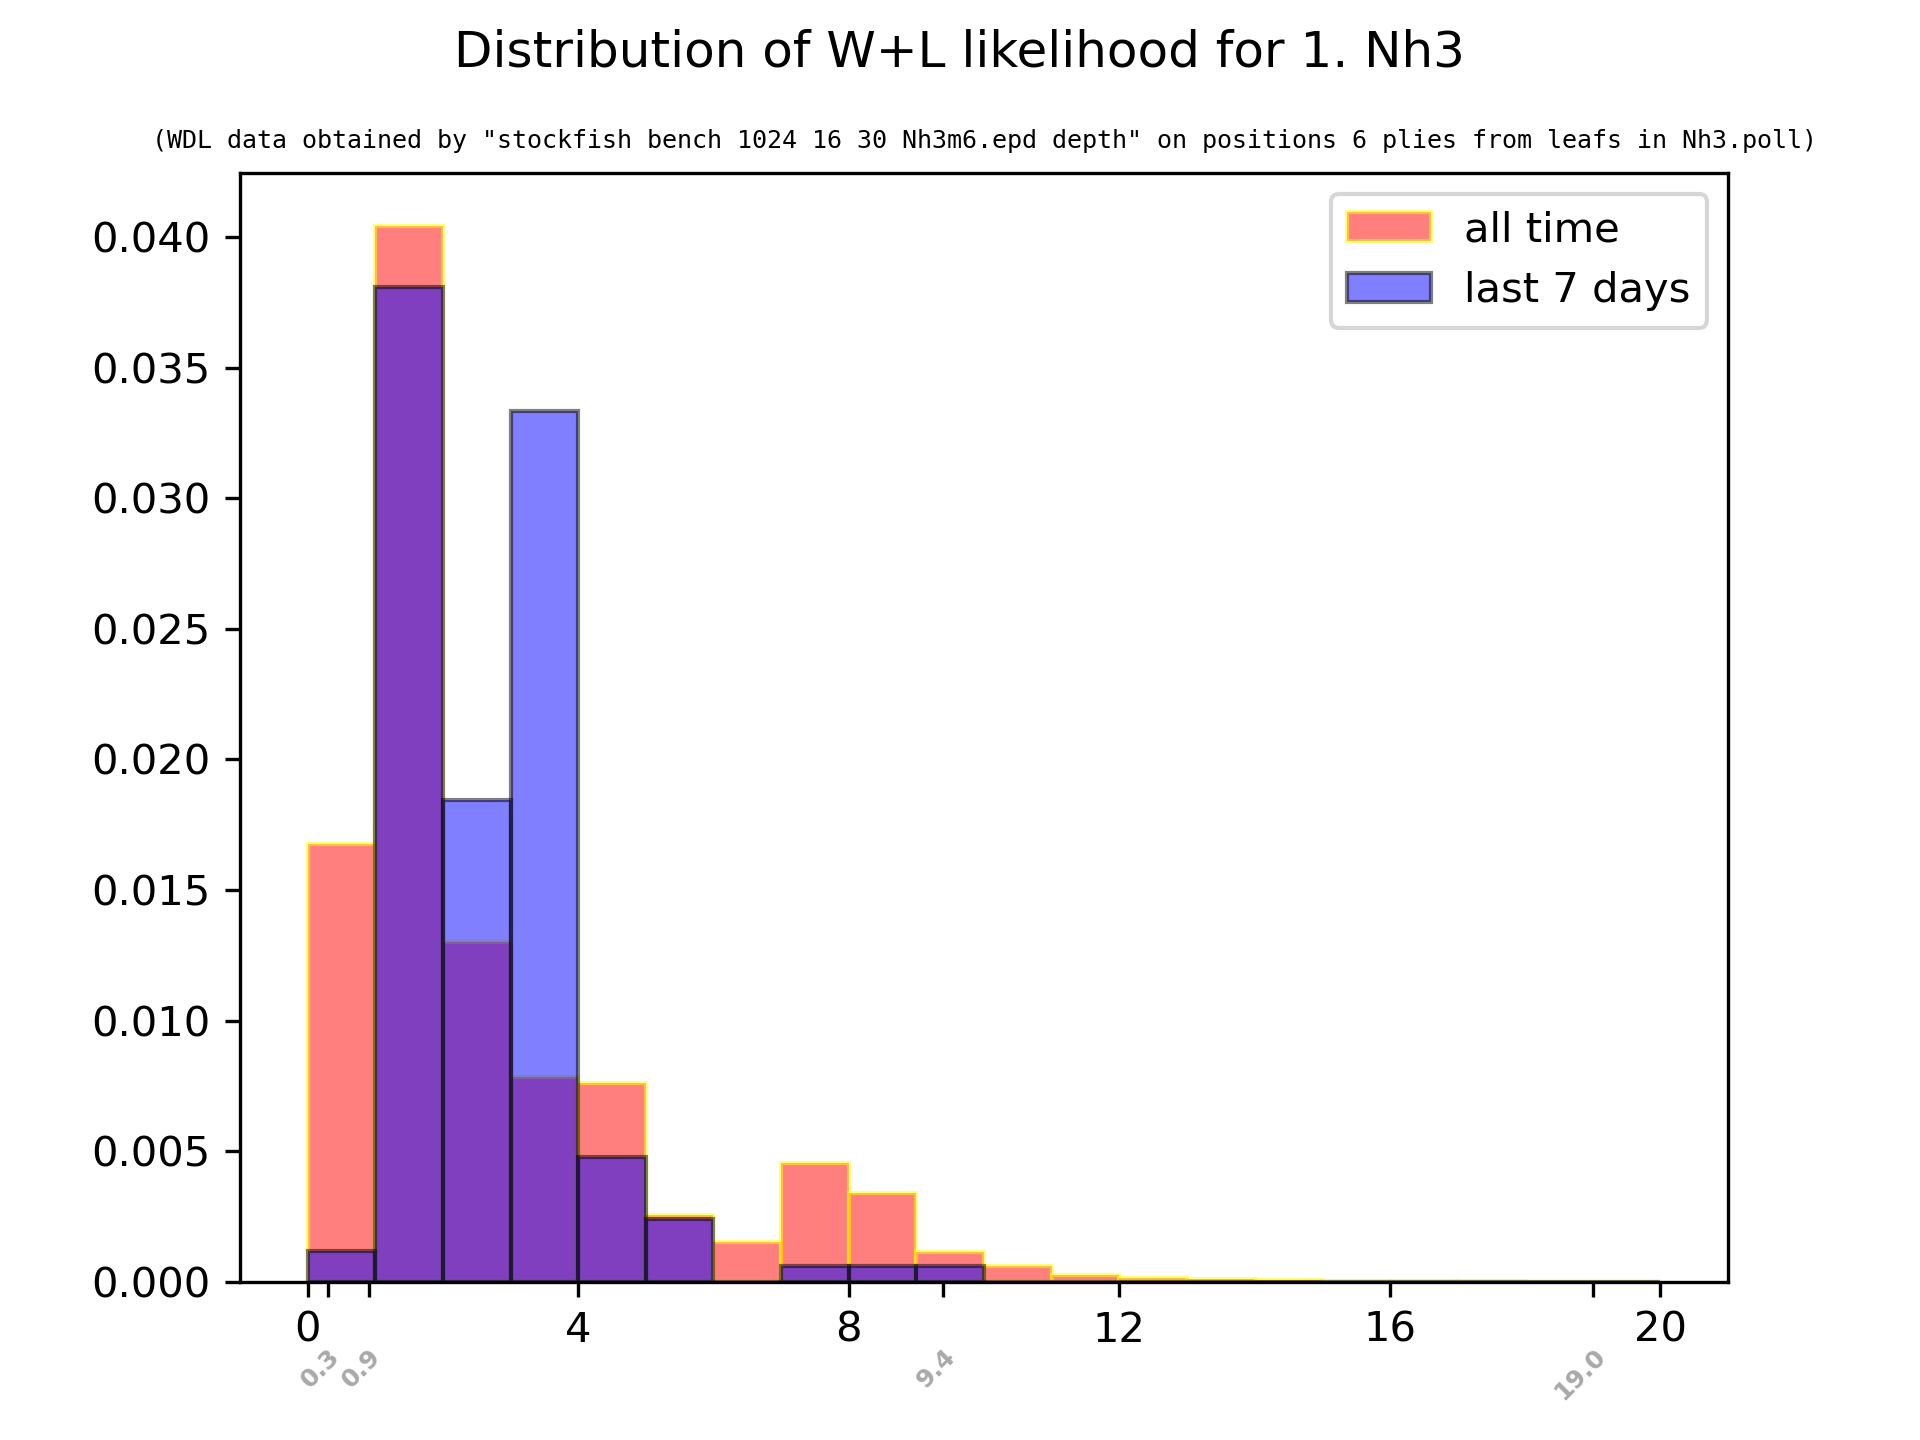 Distribution of W+L likelihood for 1. Nh3
(WDL data obtained by "stockfish bench 1024 16 30 Nh3m6.epd depth" on positions 6 plies from leafs in Nh3.poll)
all time
last 7 days
0.040
0.035
0.030
0.025
0.020
0.015
0.010
0.005
0.000
0 4 8 12 16 20
0.3 0.9 9.4 19.0